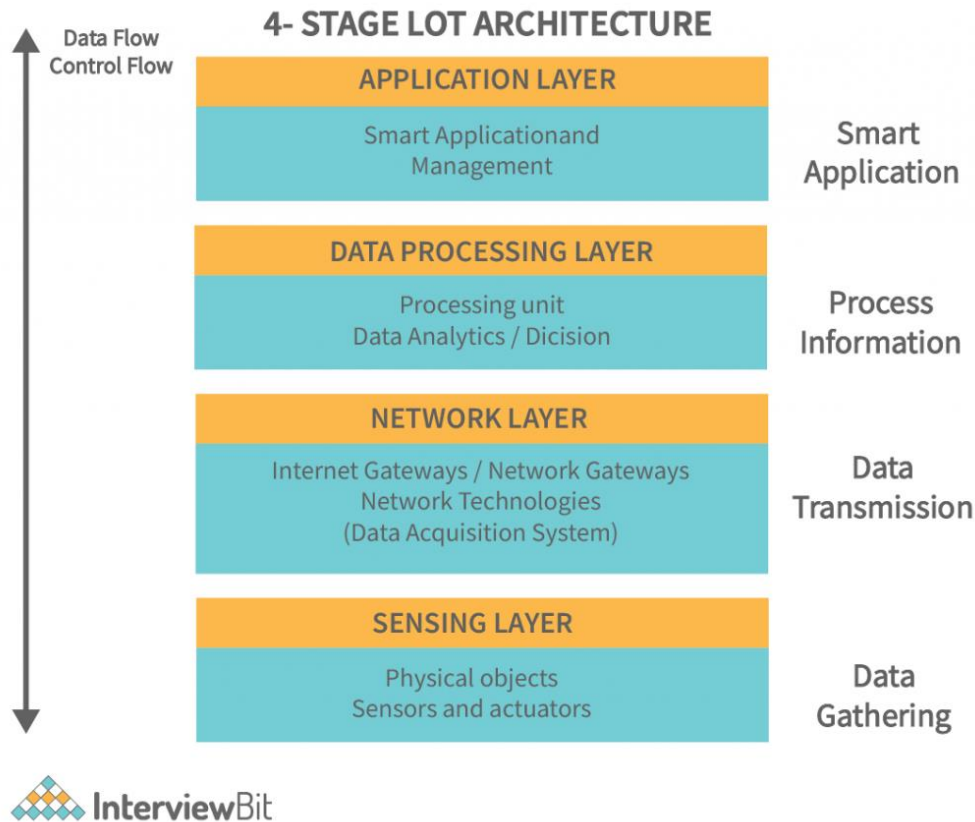 Data Flow
Control Flow
4- STAGE LOT ARCHITECTURE
APPLICATION LAYER
Smart Applicationand
Management
Smart
Application
DATA PROCESSING LAYER
Processing unit
Data Analytics / Dicision
Process
Information
NETWORK LAYER
Internet Gateways / Network Gateways
Network Technologies
(Data Acquisition System)
Data
Transmission
SENSING LAYER
Physical objects
Sensors and actuators
Data
Gathering
InterviewBit